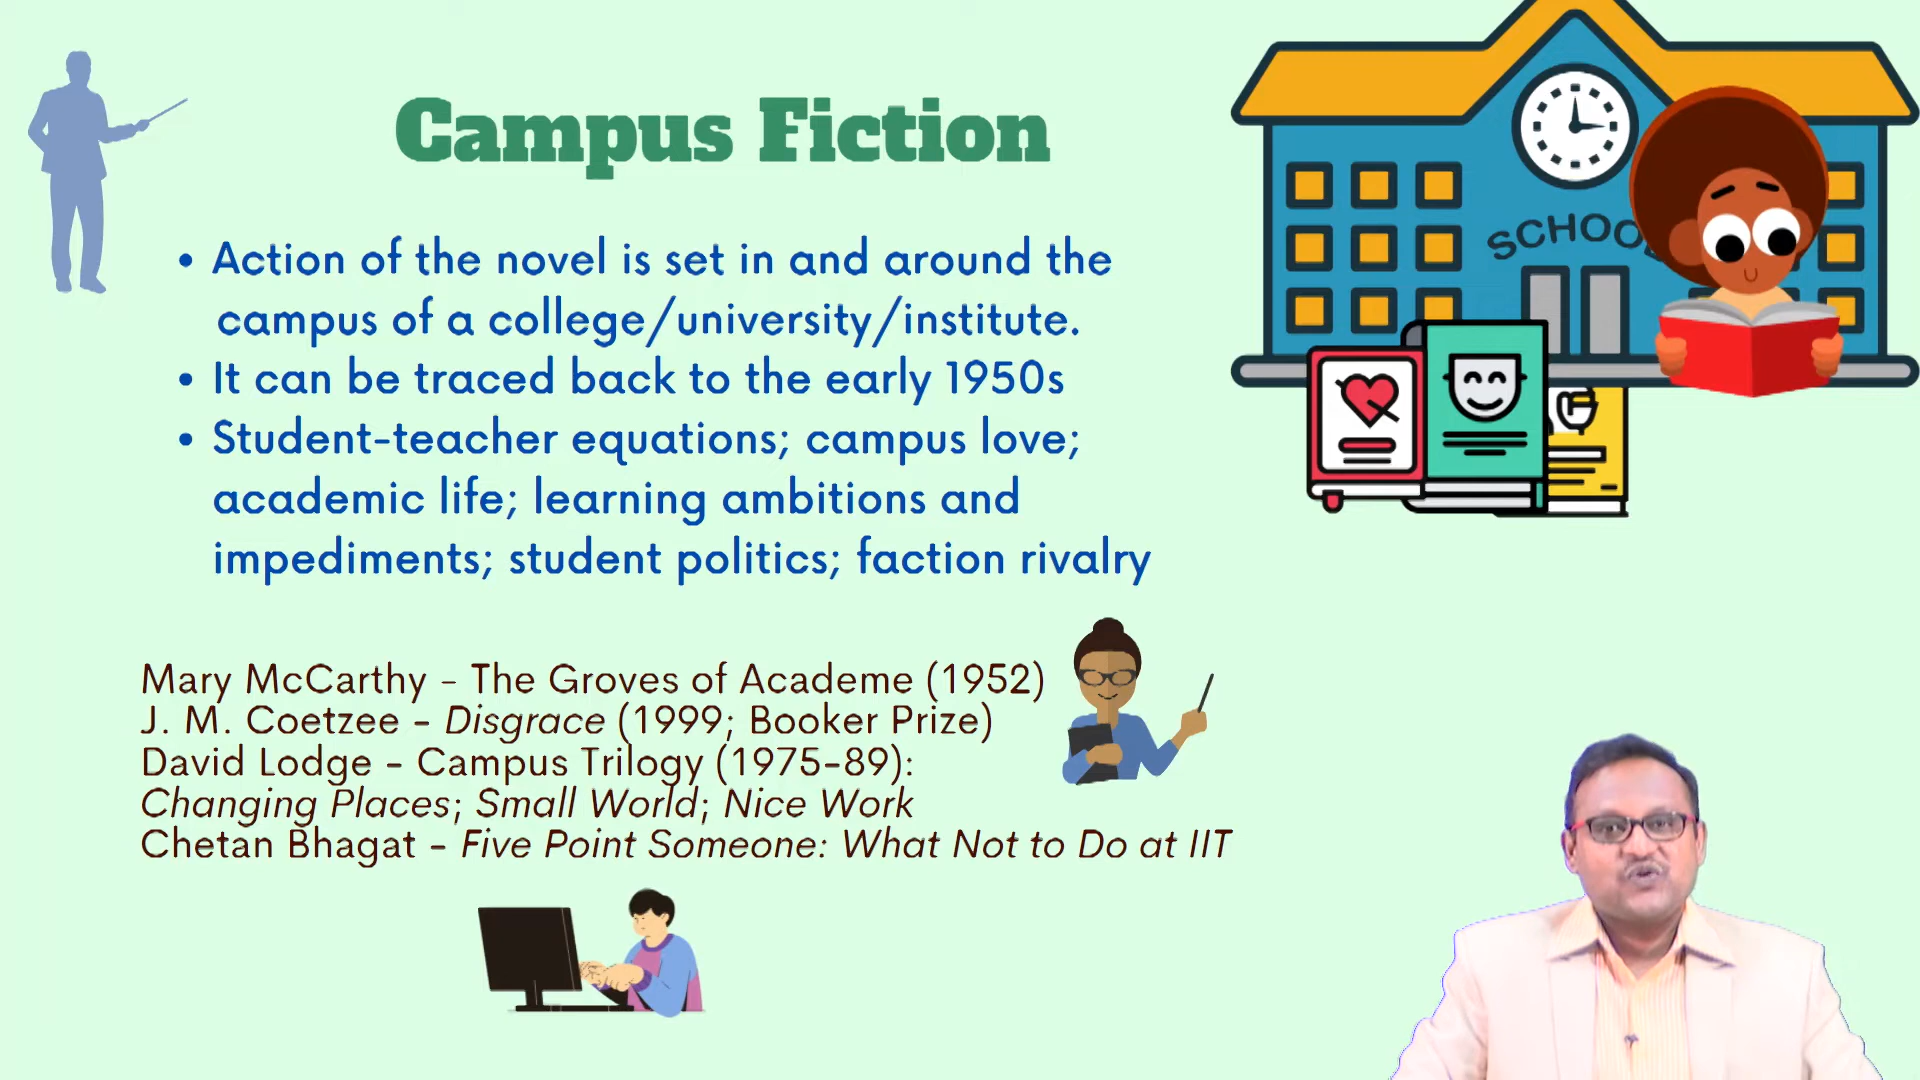 Campus Fiction
SCHOO
• Action of the novel is set in and around the
campus of a college/university/institute.
• It can be traced back to the early 1950s
• Student-teacher equations; campus love;
academic life; learning ambitions and
impediments; student politics; faction rivalry
Mary McCarthy - The Groves of Academe (1952)
J. M. Coetzee - Disgrace (1999; Booker Prize)
David Lodge - Campus Trilogy (1975-89):
Changing Places; Small World; Nice Work
Chetan Bhagat - Five Point Someone: What Not to Do at IIT